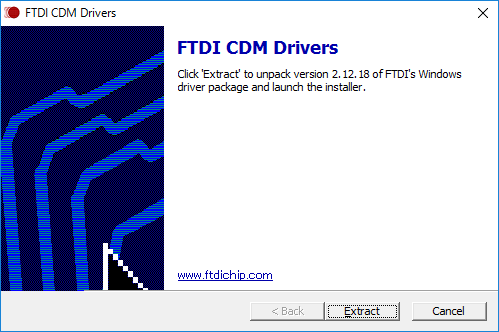 FTDI CDM Drivers
FTDI CDM Drivers
Click 'Extract' to unpack version 2.12.18 of FTDI's Windows
driver package and launch the installer.
www.ftdichip.com
< Back Extract Cancel